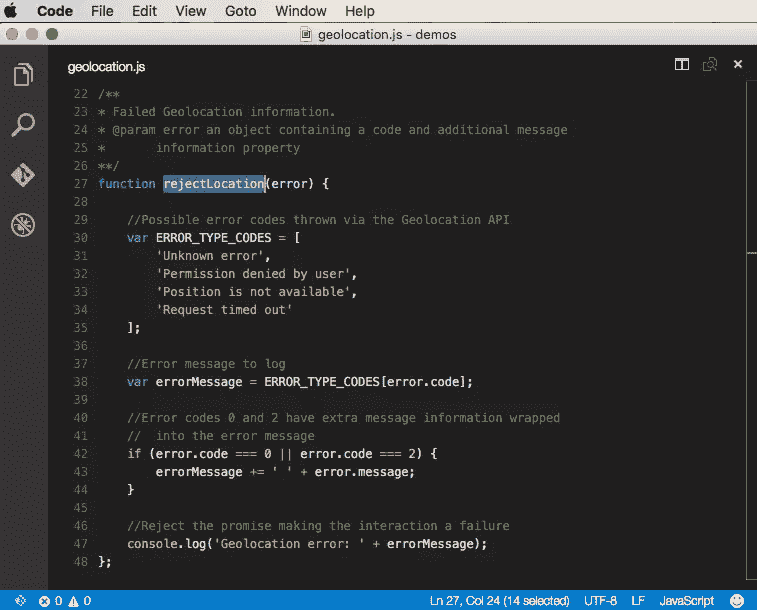 Code File Edit View Goto Window Help
geolocation.js - demos
geolocation.js
22 /**
23 * Failed Geolocation information.
24 * @param error an object containing a code and additional message
25 *       information property
26 **/
27 function rejectLocation(error) {
28
29     //Possible error codes thrown via the Geolocation API
30     var ERROR_TYPE_CODES = [
31         'Unknown error',
32         'Permission denied by user',
33         'Position is not available',
34         'Request timed out'
35     ];
36
37     //Error message to log
38     var errorMessage = ERROR_TYPE_CODES[error.code];
39
40     //Error codes 0 and 2 have extra message information wrapped
41     //  into the error message
42     if (error.code === 0 || error.code === 2) {
43         errorMessage += ' ' + error.message;
44     }
45
46     //Reject the promise making the interaction a failure
47     console.log('Geolocation error: ' + errorMessage);
48 };
0 0 Ln 27, Col 24 (14 selected) UTF-8 LF JavaScript